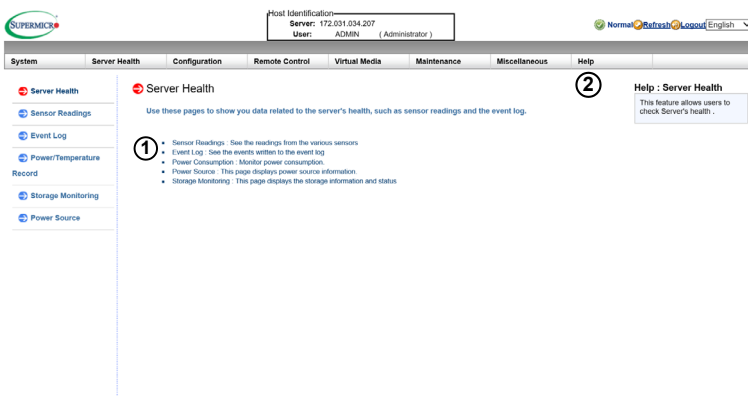 Host Identification
SUPERMICR
Server: 172.031.034.207
User: ADMIN ( Administrator )
Normal Refresh Logout English
System Server Health Configuration Remote Control Virtual Media Maintenance Miscellaneous Help
Server Health
Sensor Readings
Event Log
Power/Temperature
Record
Storage Monitoring
Power Source
Server Health
Use these pages to show you data related to the server's health, such as sensor readings and the event log.
1
Sensor Readings : See the readings from the various sensors
Event Log : See the events written to the event log
Power Consumption : Monitor power consumption.
Power Source : This page displays power source information
Storage Monitoring : This page displays the storage information and status
2
Help : Server Health
This feature allows users to
check Server's health .